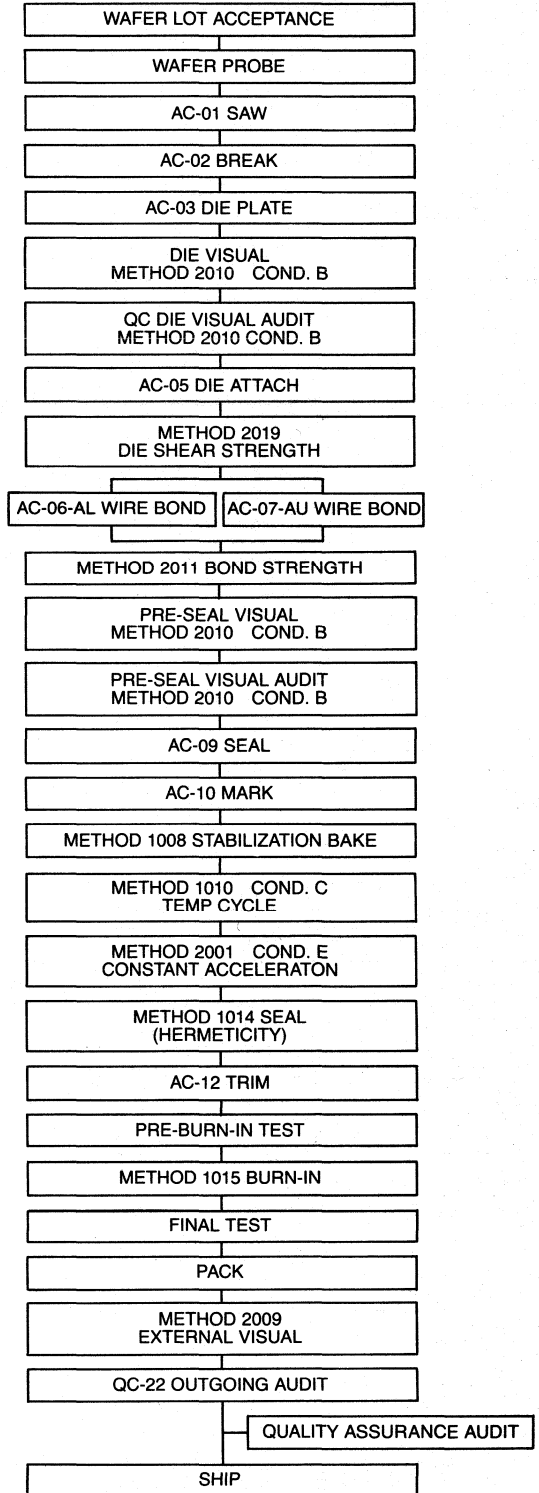 WAFER LOT ACCEPTANCE
WAFER PROBE
AC-01 SAW
AC-02 BREAK
AC-03 DIE PLATE
DIE VISUAL
METHOD 2010 COND. B
QC DIE VISUAL AUDIT
METHOD 2010 COND. B
AC-05 DIE ATTACH
METHOD 2019
DIE SHEAR STRENGTH
AC-06-AL WIRE BOND
AC-07-AU WIRE BOND
METHOD 2011 BOND STRENGTH
PRE-SEAL VISUAL
METHOD 2010 COND. B
PRE-SEAL VISUAL AUDIT
METHOD 2010 COND. B
AC-09 SEAL
AC-10 MARK
METHOD 1008 STABILIZATION BAKE
METHOD 1010 COND. C
TEMP CYCLE
METHOD 2001 COND. E
CONSTANT ACCELERATON
METHOD 1014 SEAL
(HERMETICITY)
AC-12 TRIM
PRE-BURN-IN TEST
METHOD 1015 BURN-IN
FINAL TEST
PACK
METHOD 2009
EXTERNAL VISUAL
QC-22 OUTGOING AUDIT
QUALITY ASSURANCE AUDIT
SHIP